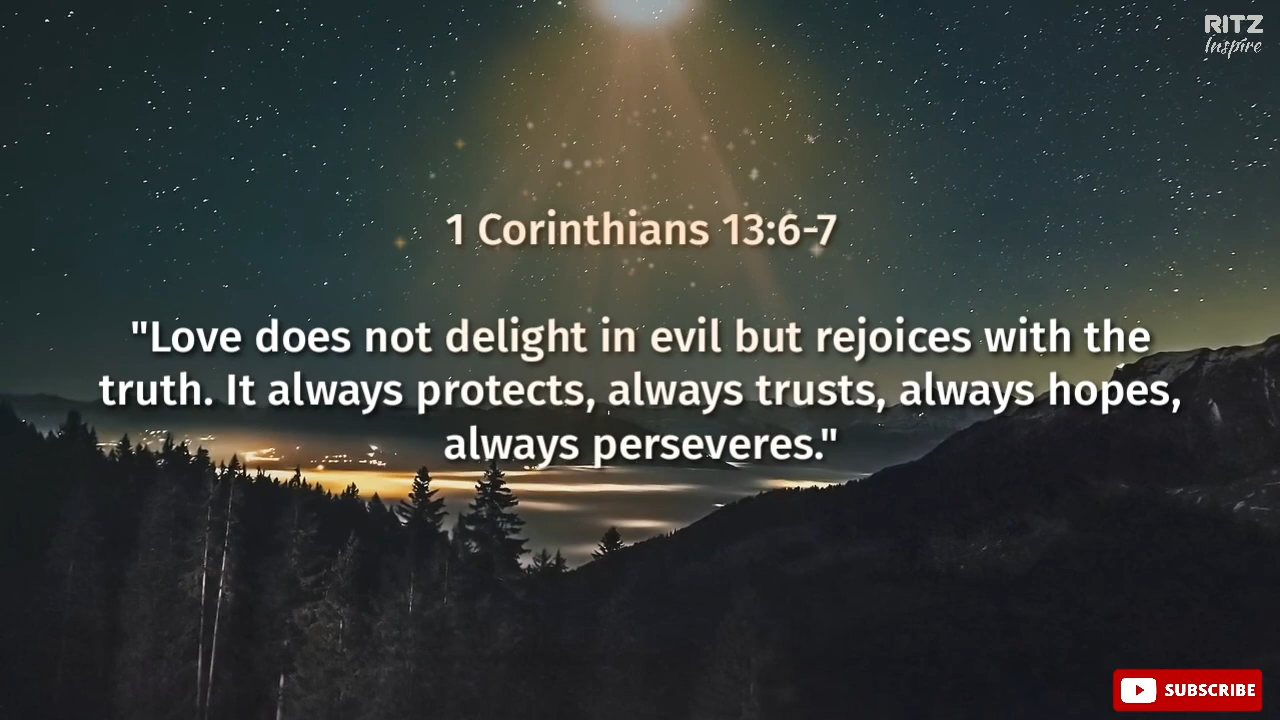 RITZ
Inspire
1 Corinthians 13:6-7
"Love does not delight in evil but rejoices with the
truth. It always protects, always trusts, always hopes,
always perseveres."
SUBSCRIBE